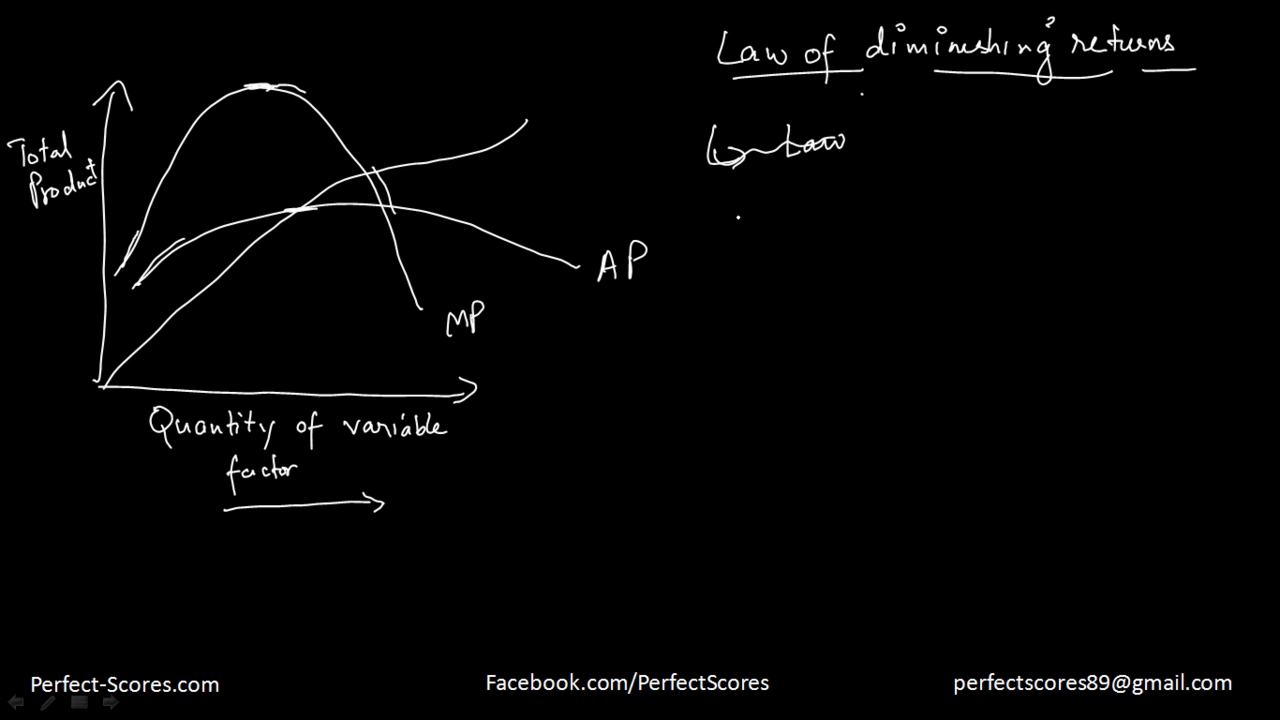 Law of diminishing returns
Law
Total
Product
AP
MP
Quantity of variable
factor
Perfect-Scores.com
Facebook.com/PerfectScores
perfectscores89@gmail.com